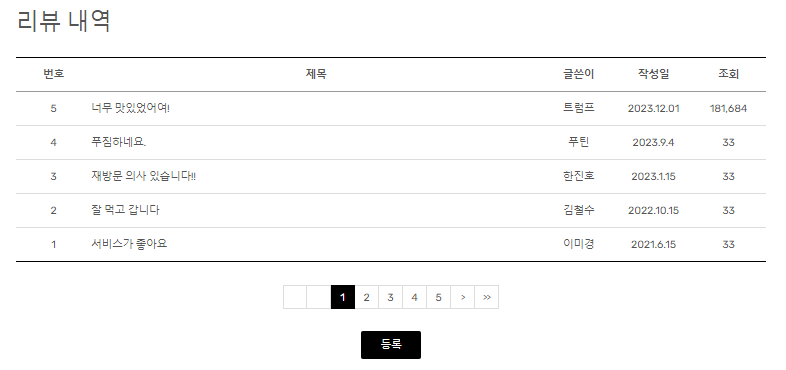 리뷰 내역
번호 제목 글쓴이 작성일 조회
5 너무 맛있었어여! 트럼프 2023.12.01 181,684
4 푸짐하네요. 푸틴 2023.9.4 33
3 재방문 의사 있습니다!! 한진호 2023.1.15 33
2 잘 먹고 갑니다 김철수 2022.10.15 33
1 서비스가 좋아요 이미경 2021.6.15 33
1 2 3 4 5 > >>
등록